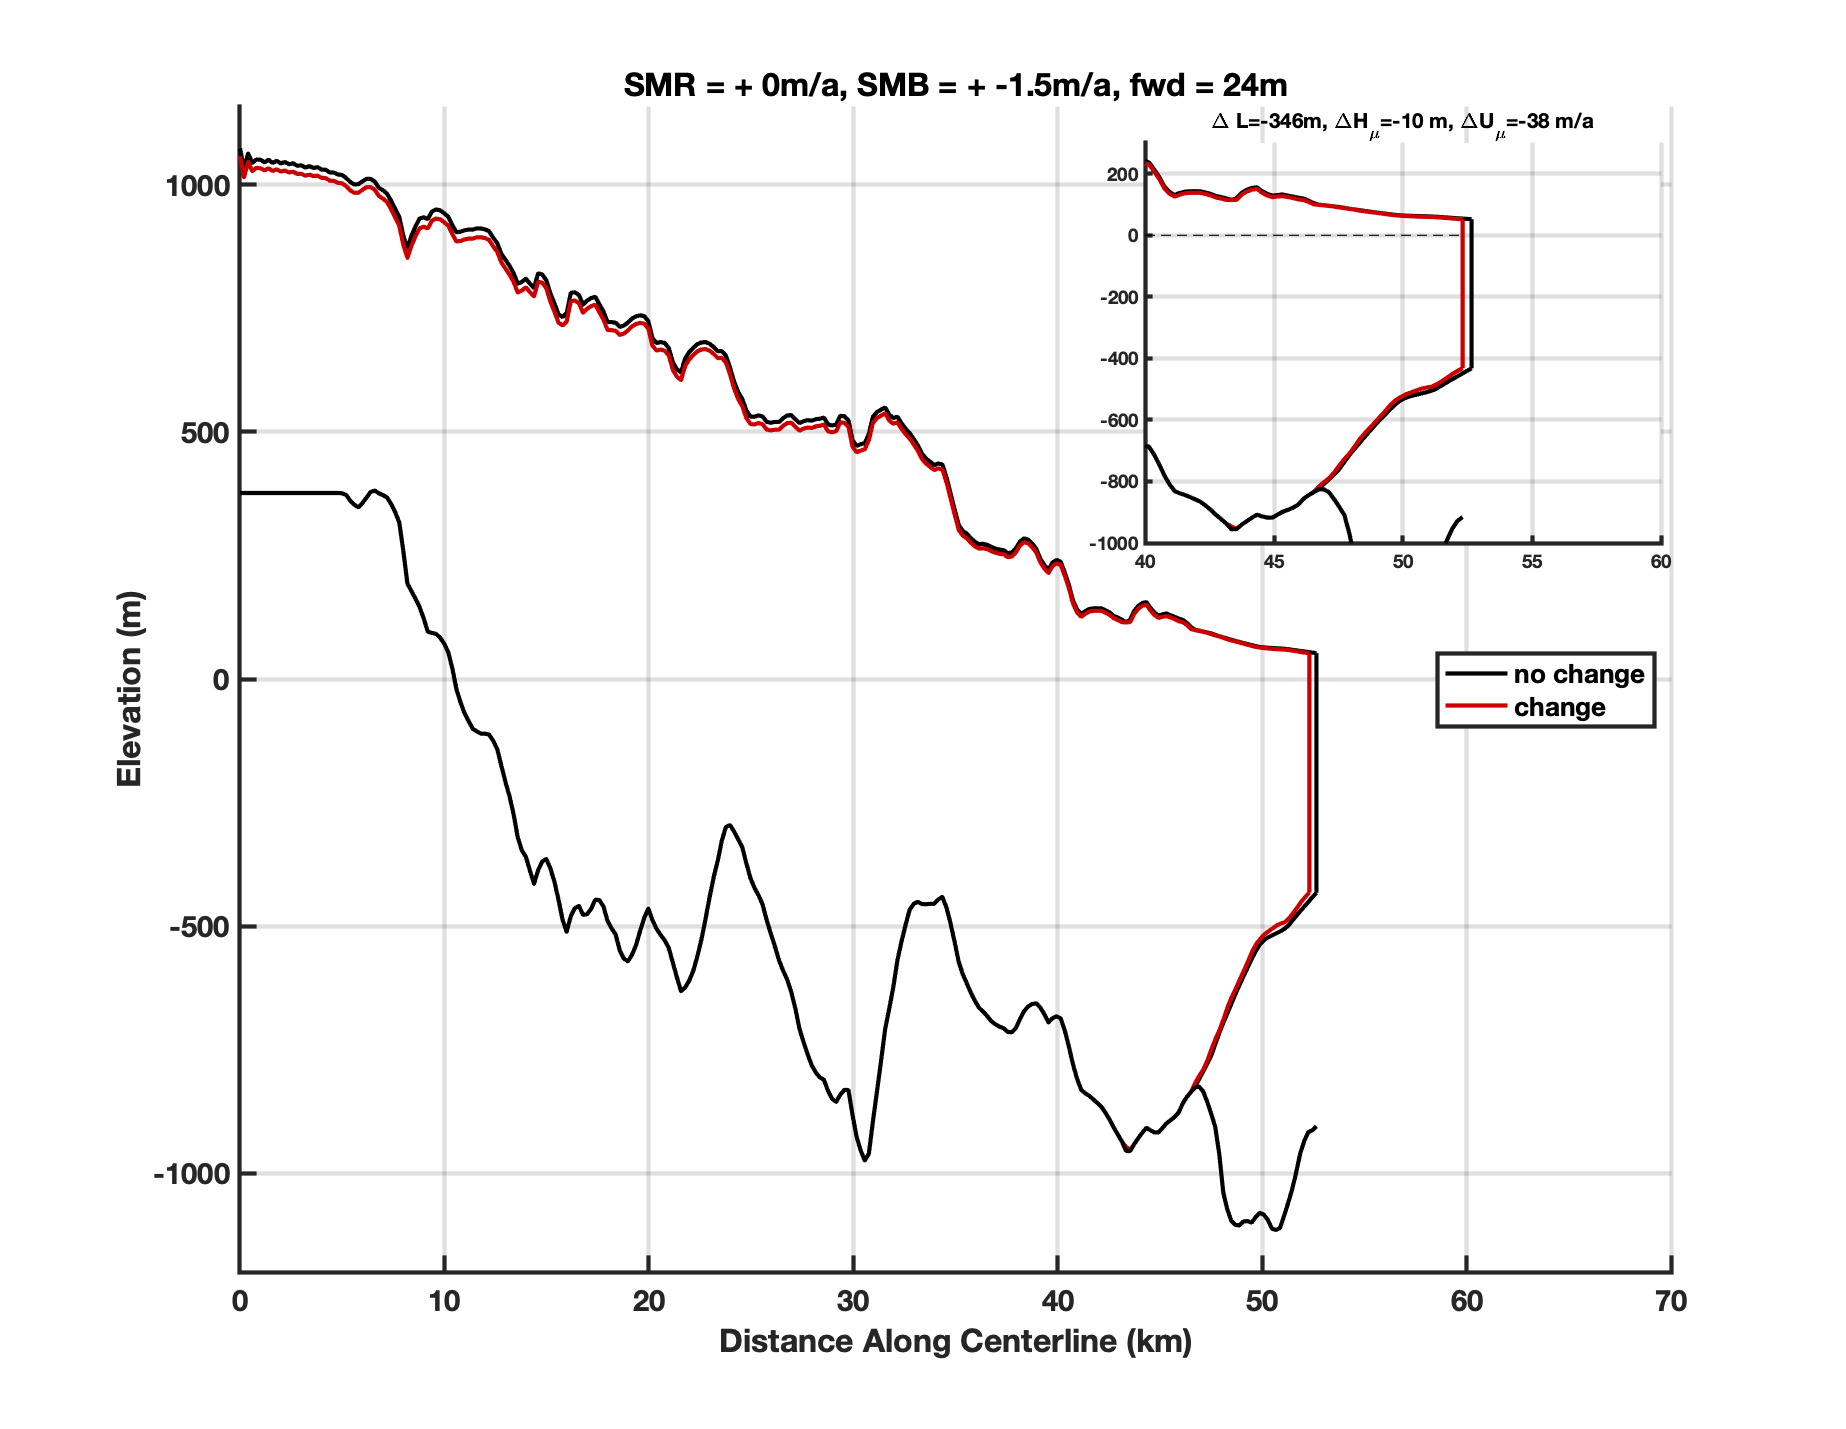 SMR = + 0m/a, SMB = + -1.5m/a, fwd = 24m
Δ L=-346m, ΔHμ=-10 m, ΔUμ=-38 m/a
200
0
-200
-400
-600
-800
-1000
40 45 50 55 60
1000
500
0
-500
-1000
Elevation (m)
no change
change
0 10 20 30 40 50 60 70
Distance Along Centerline (km)